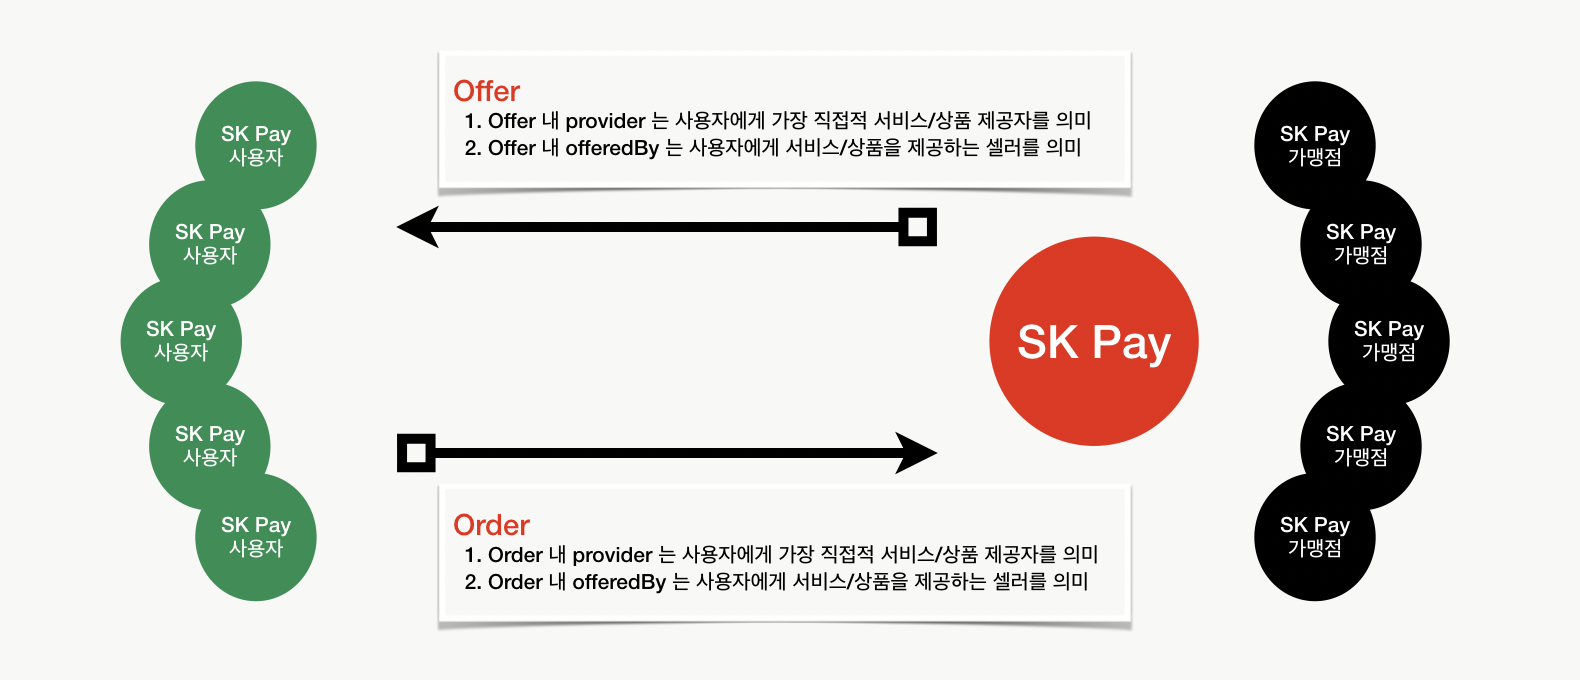 SK Pay
사용자
SK Pay
사용자
SK Pay
사용자
SK Pay
사용자
SK Pay
사용자
Offer
1. Offer 내 provider 는 사용자에게 가장 직접적 서비스/상품 제공자를 의미
2. Offer 내 offeredBy 는 사용자에게 서비스/상품을 제공하는 셀러를 의미
Order
1. Order 내 provider 는 사용자에게 가장 직접적 서비스/상품 제공자를 의미
2. Order 내 offeredBy 는 사용자에게 서비스/상품을 제공하는 셀러를 의미
SK Pay
SK Pay
가맹점
SK Pay
가맹점
SK Pay
가맹점
SK Pay
가맹점
SK Pay
가맹점